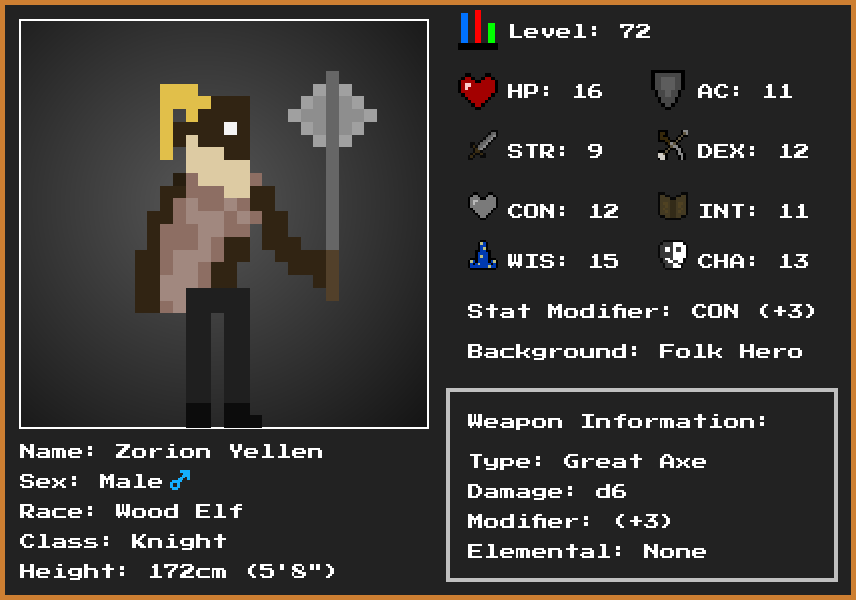 Level: 72
HP: 16
AC: 11
STR: 9
DEX: 12
CON: 12
INT: 11
WIS: 15
CHA: 13
Stat Modifier: CON (+3)
Background: Folk Hero
Weapon Information:
Type: Great Axe
Damage: d6
Modifier: (+3)
Elemental: None
Name: Zorion Yellen
Sex: Male♂
Race: Wood Elf
Class: Knight
Height: 172cm (5'8")